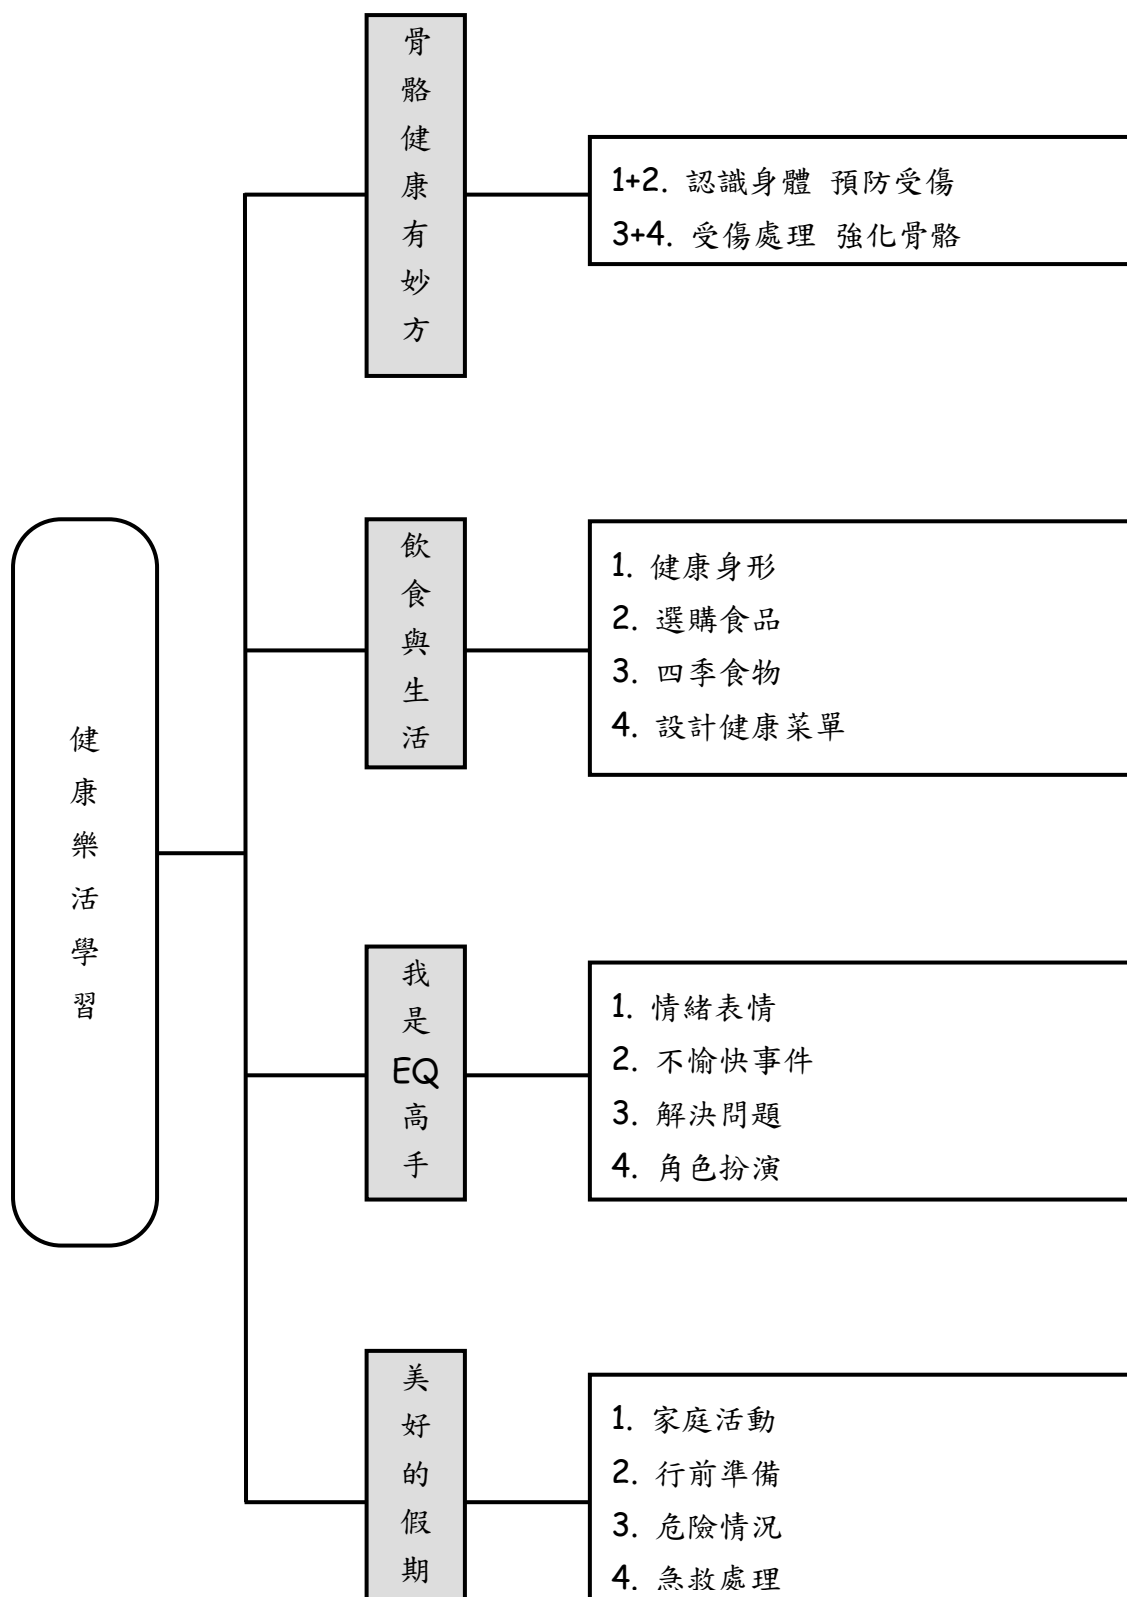 健康樂活學習
骨骼健康有妙方
1+2. 認識身體 預防受傷
3+4. 受傷處理 強化骨骼
飲食與生活
1. 健康身形
2. 選購食品
3. 四季食物
4. 設計健康菜單
我是EQ高手
1. 情緒表情
2. 不愉快事件
3. 解決問題
4. 角色扮演
美好的假期
1. 家庭活動
2. 行前準備
3. 危險情況
4. 急救處理